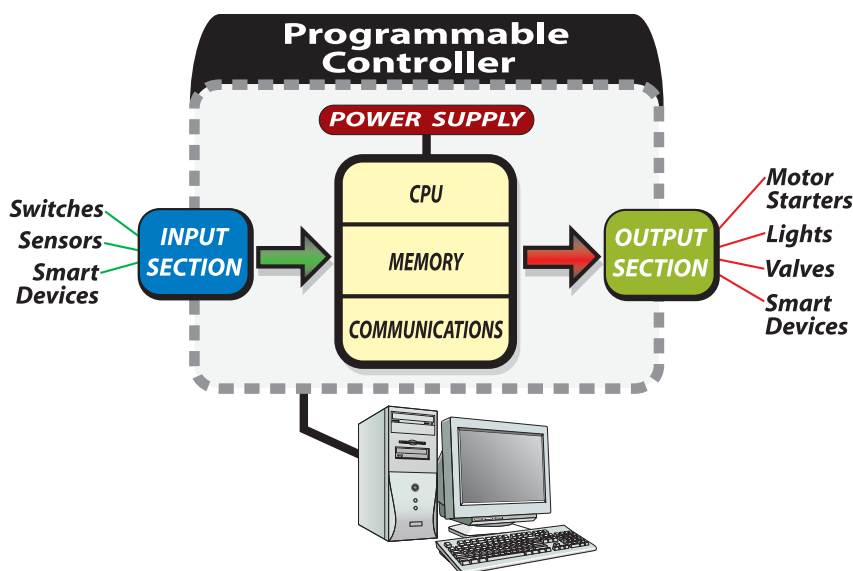 Programmable
Controller
POWER SUPPLY
CPU
MEMORY
COMMUNICATIONS
Switches
Sensors
Smart
Devices
INPUT
SECTION
OUTPUT
SECTION
Motor
Starters
Lights
Valves
Smart
Devices